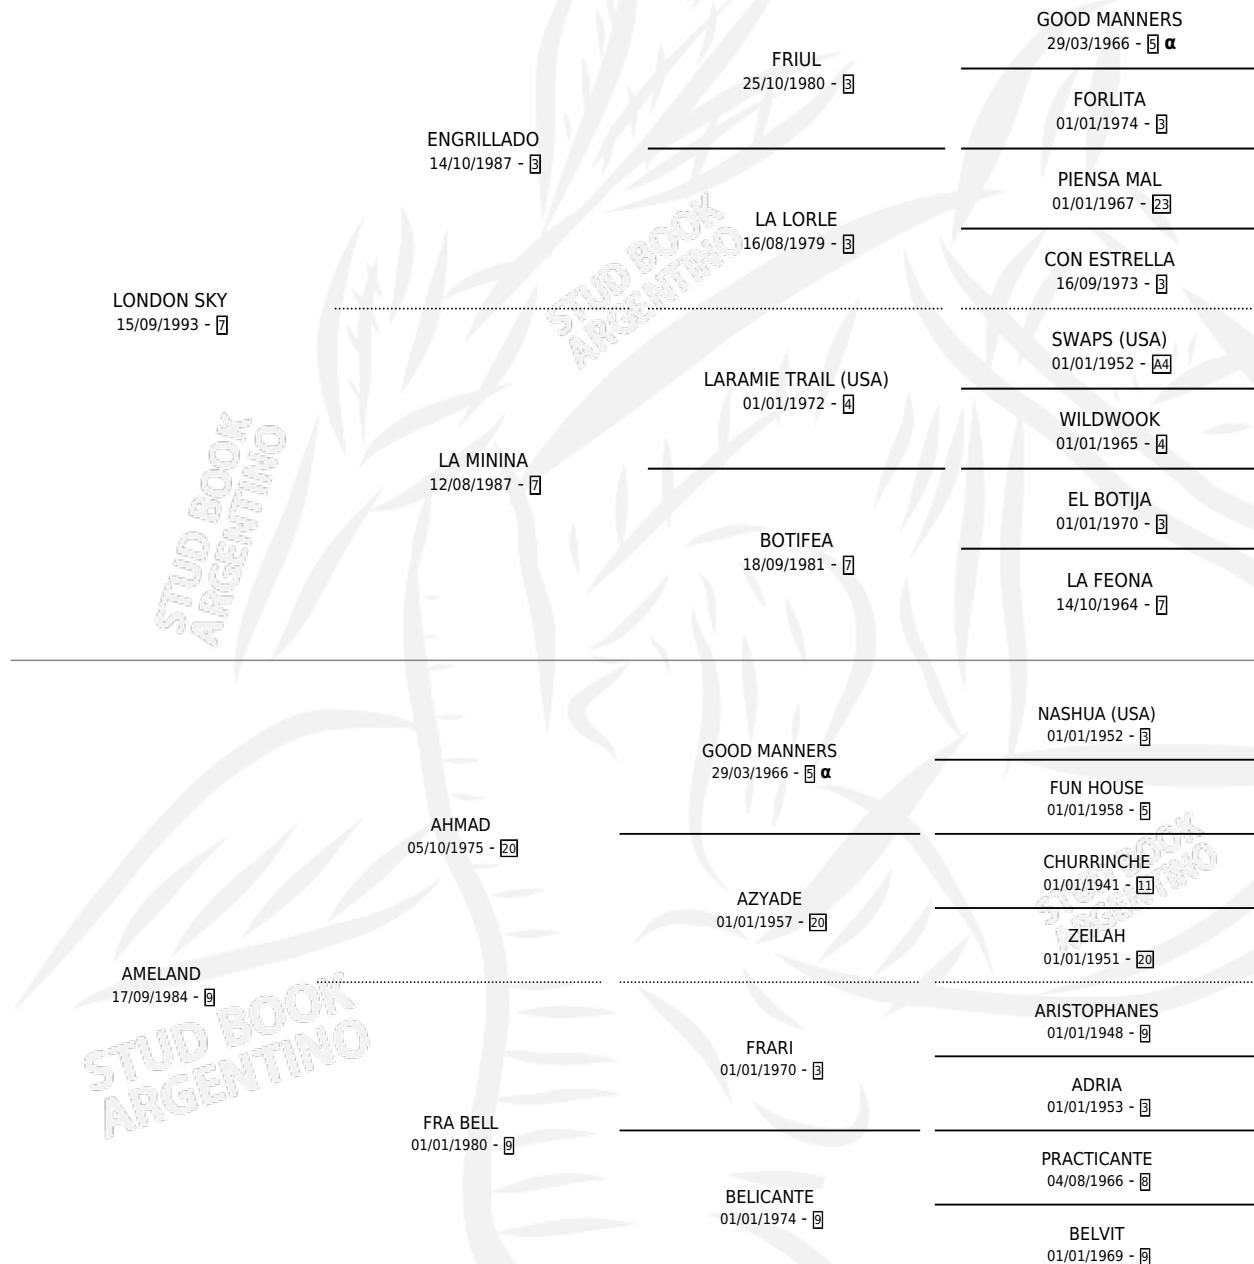 GOOD MANNERS
29/03/1966 - 5 α
FRIUL
25/10/1980 - 3
FORLITA
01/01/1974 - 3
ENGRILLADO
14/10/1987 - 3
PIENSA MAL
01/01/1967 - 23
LA LORLE
16/08/1979 - 3
CON ESTRELLA
16/09/1973 - 3
LONDON SKY
15/09/1993 - 7
SWAPS (USA)
01/01/1952 - A4
LARAMIE TRAIL (USA)
01/01/1972 - 4
WILDWOOK
01/01/1965 - 4
LA MININA
12/08/1987 - 7
EL BOTIJA
01/01/1970 - 3
BOTIFEA
18/09/1981 - 7
LA FEONA
14/10/1964 - 7
STUD BOOK
ARGENTINO
STUD BOOK
ARGENTINO
NASHUA (USA)
01/01/1952 - 3
GOOD MANNERS
29/03/1966 - 5 α
FUN HOUSE
01/01/1958 - 5
AHMAD
05/10/1975 - 20
CHURRINCHE
01/01/1941 - 11
AZYADE
01/01/1957 - 20
ZEILAH
01/01/1951 - 20
STUD BOOK
ARGENTINO
AMELAND
17/09/1984 - 9
ARISTOPHANES
01/01/1948 - 9
FRARI
01/01/1970 - 3
ADRIA
01/01/1953 - 3
FRA BELL
01/01/1980 - 9
PRACTICANTE
04/08/1966 - 8
BELICANTE
01/01/1974 - 9
BELVIT
01/01/1969 - 9
STUD BOOK
ARGENTINO